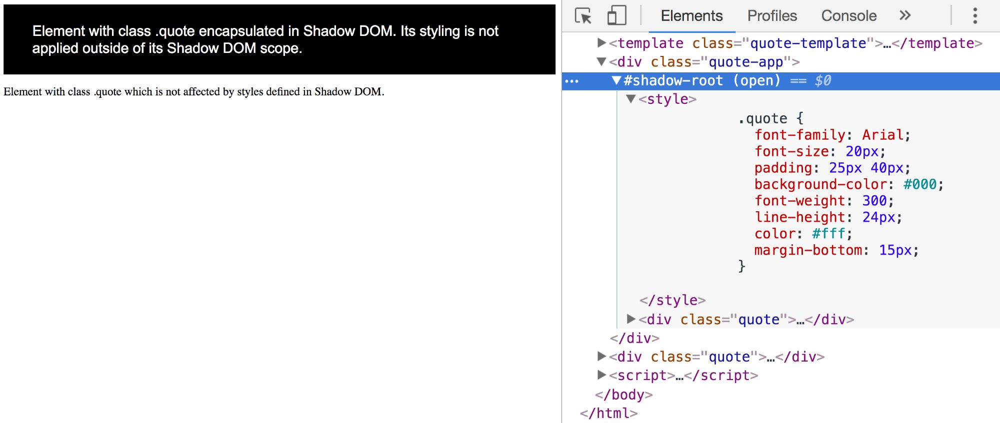 Element with class .quote encapsulated in Shadow DOM. Its styling is not
applied outside of its Shadow DOM scope.
Element with class .quote which is not affected by styles defined in Shadow DOM.
Elements Profiles Console »
<template class="quote-template">…</template>
<div class="quote-app">
… #shadow-root (open) == $0
<style>
.quote {
font-family: Arial;
font-size: 20px;
padding: 25px 40px;
background-color: #000;
font-weight: 300;
line-height: 24px;
color: #fff;
margin-bottom: 15px;
}
</style>
<div class="quote">…</div>
</div>
<div class="quote">…</div>
<script>…</script>
</body>
</html>